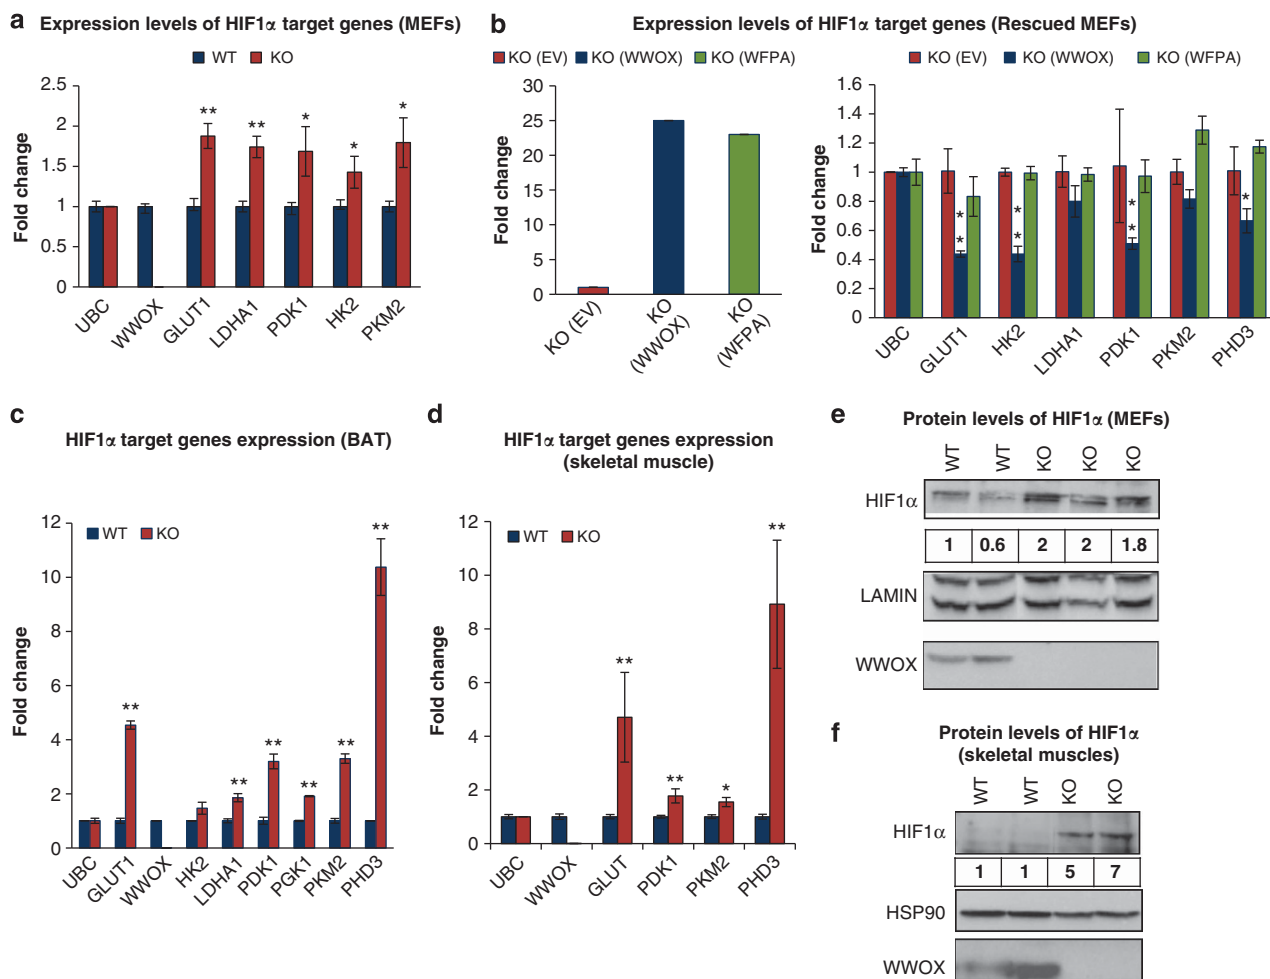 a Expression levels of HIF1α target genes (MEFs)
WT KO
Fold change
2.5
2
1.5
1
0.5
0
** ** * * *
UBC WWOX GLUT1 LDHA1 PDK1 HK2 PKM2
b Expression levels of HIF1α target genes (Rescued MEFs)
KO (EV) KO (WWOX) KO (WFPA)
Fold change
30
25
20
15
10
5
0
KO (EV) KO (WWOX) KO (WFPA)
KO (EV) KO (WWOX) KO (WFPA)
Fold change
1.6
1.4
1.2
1
0.8
0.6
0.4
0.2
0
** ** ** *
UBC GLUT1 HK2 LDHA1 PDK1 PKM2 PHD3
c
HIF1α target genes expression (BAT)
WT KO
Fold change
12
10
8
6
4
2
0
** ** ** ** ** **
UBC GLUT1 WWOX HK2 LDHA1 PDK1 PGK1 PKM2 PHD3
d
HIF1α target genes expression
(skeletal muscle)
WT KO
Fold change
12
10
8
6
4
2
0
** ** * **
UBC WWOX GLUT PDK1 PKM2 PHD3
e
Protein levels of HIF1α (MEFs)
WT WT KO KO KO
HIF1α
1 0.6 2 2 1.8
LAMIN
WWOX
f
Protein levels of HIF1α
(skeletal muscles)
WT WT KO KO
HIF1α
1 1 5 7
HSP90
WWOX